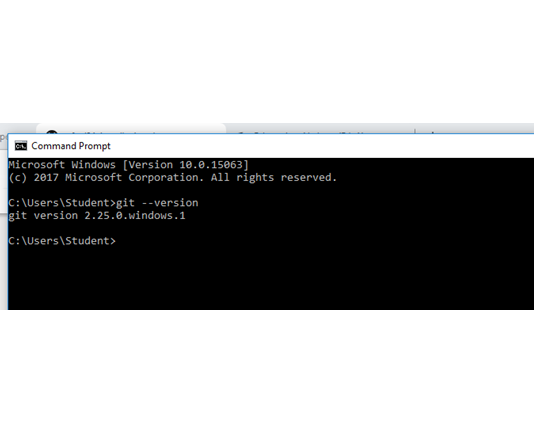 Command Prompt
Microsoft Windows [Version 10.0.15063]
(c) 2017 Microsoft Corporation. All rights reserved.
C:\Users\Student>git --version
git version 2.25.0.windows.1
C:\Users\Student>